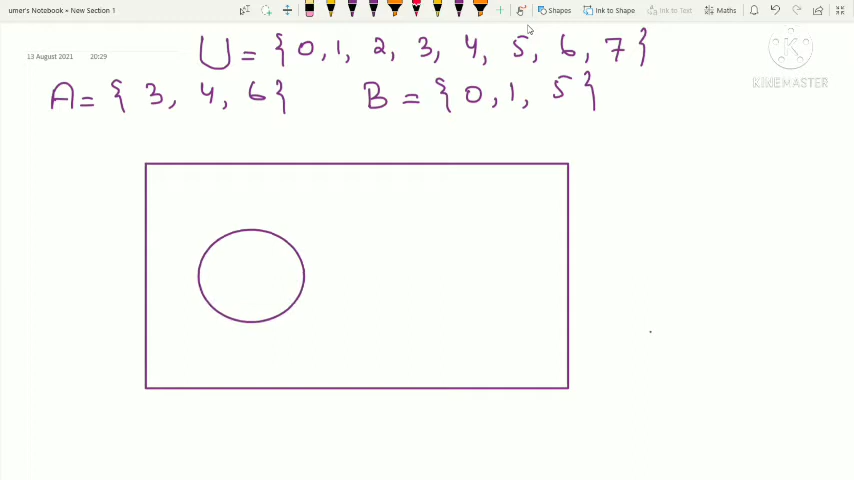 umer's Notebook » New Section 1
Shapes Ink to Shape Ink to Text Maths
13 August 2021 20:29
U = {0, 1, 2, 3, 4, 5, 6, 7}
A = {3, 4, 6} B = {0, 1, 5}
K
KINEMASTER